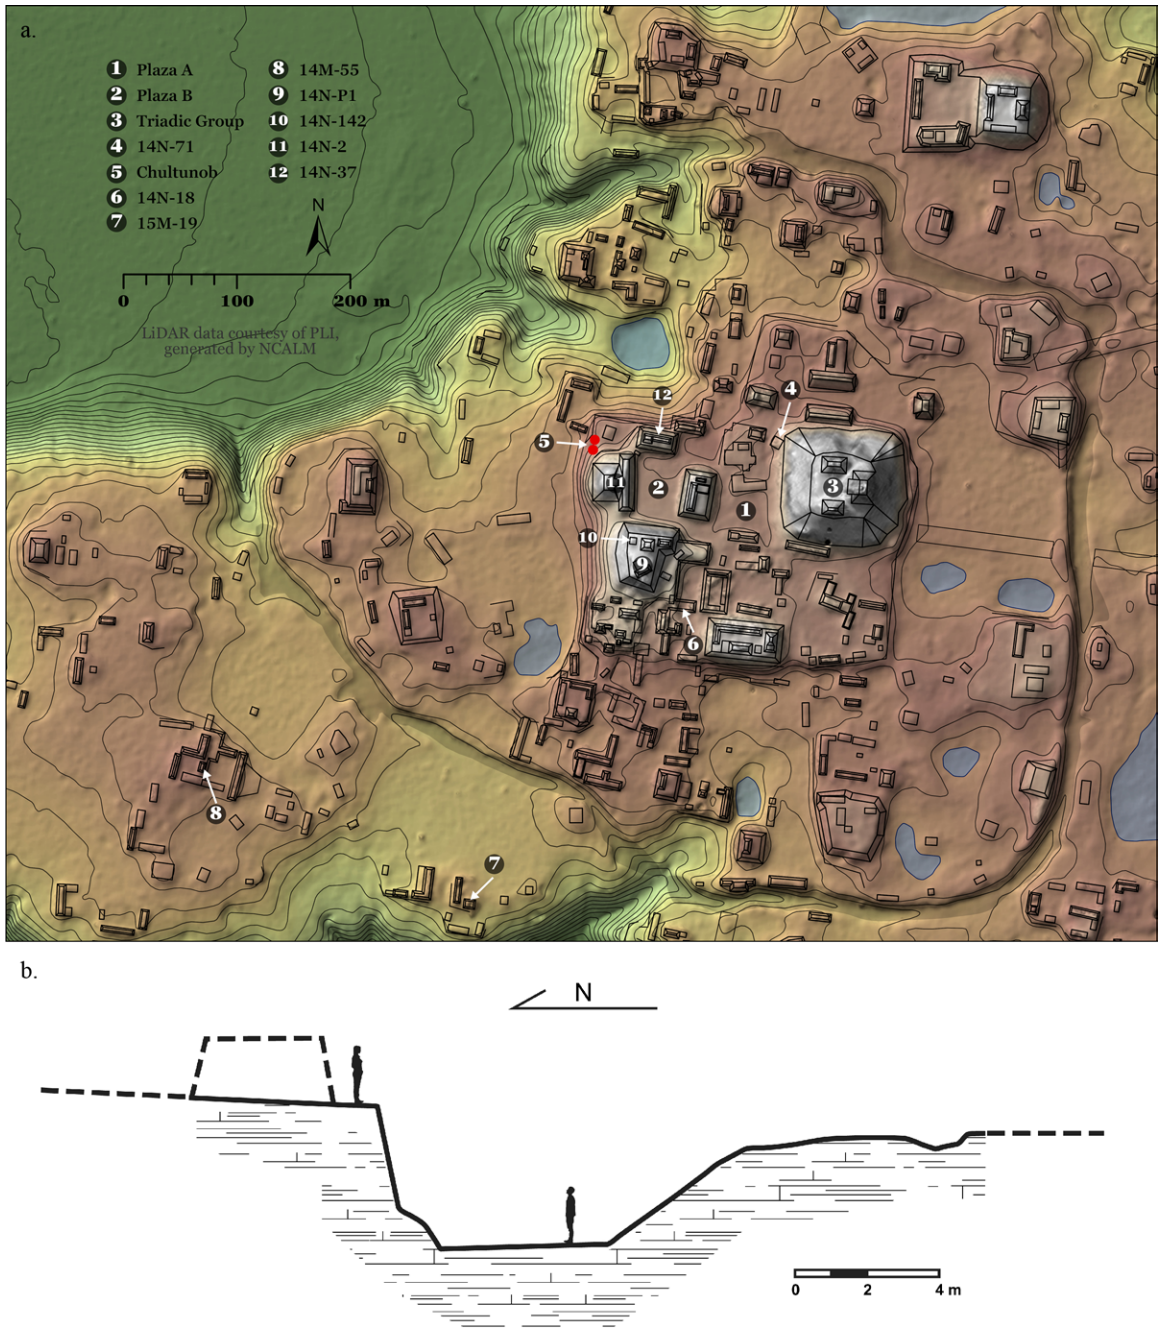 a.
1 Plaza A
2 Plaza B
3 Triadic Group
4 14N-71
5 Chultunob
6 14N-18
7 15M-19
8 14M-55
9 14N-P1
10 14N-142
11 14N-2
12 14N-37
N
0 100 200 m
LiDAR data courtesy of PLI,
generated by NCALM
4
12
5
11
2
3
1
10
9
6
8
7
b.
N
0 2 4 m